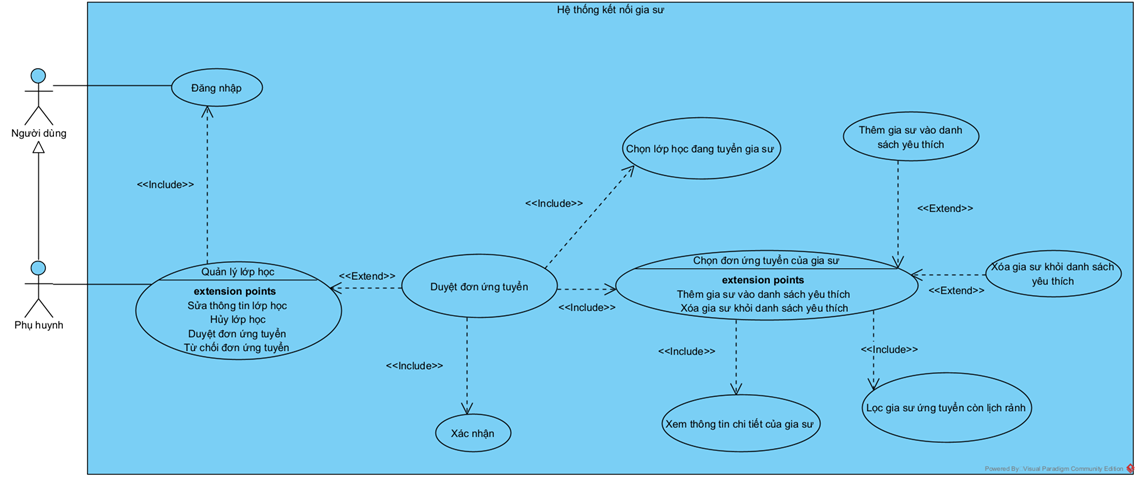 Hệ thống kết nối gia sư
Đăng nhập
Người dùng
<<Include>>
Chọn lớp học đang tuyển gia sư
Thêm gia sư vào danh
sách yêu thích
<<Include>>
<<Extend>>
Quản lý lớp học
extension points
Sửa thông tin lớp học
Hủy lớp học
Duyệt đơn ứng tuyển
Từ chối đơn ứng tuyển
Phụ huynh
<<Extend>>
Duyệt đơn ứng tuyển
<<Include>>
Chọn đơn ứng tuyển của gia sư
extension points
Thêm gia sư vào danh sách yêu thích
Xóa gia sư khỏi danh sách yêu thích
<<Extend>>
Xóa gia sư khỏi danh sách
yêu thích
<<Include>>
<<Include>>
<<Include>>
Xác nhận
Xem thông tin chi tiết của gia sư
Lọc gia sư ứng tuyển còn lịch rảnh
Powered By: Visual Paradigm Community Edition